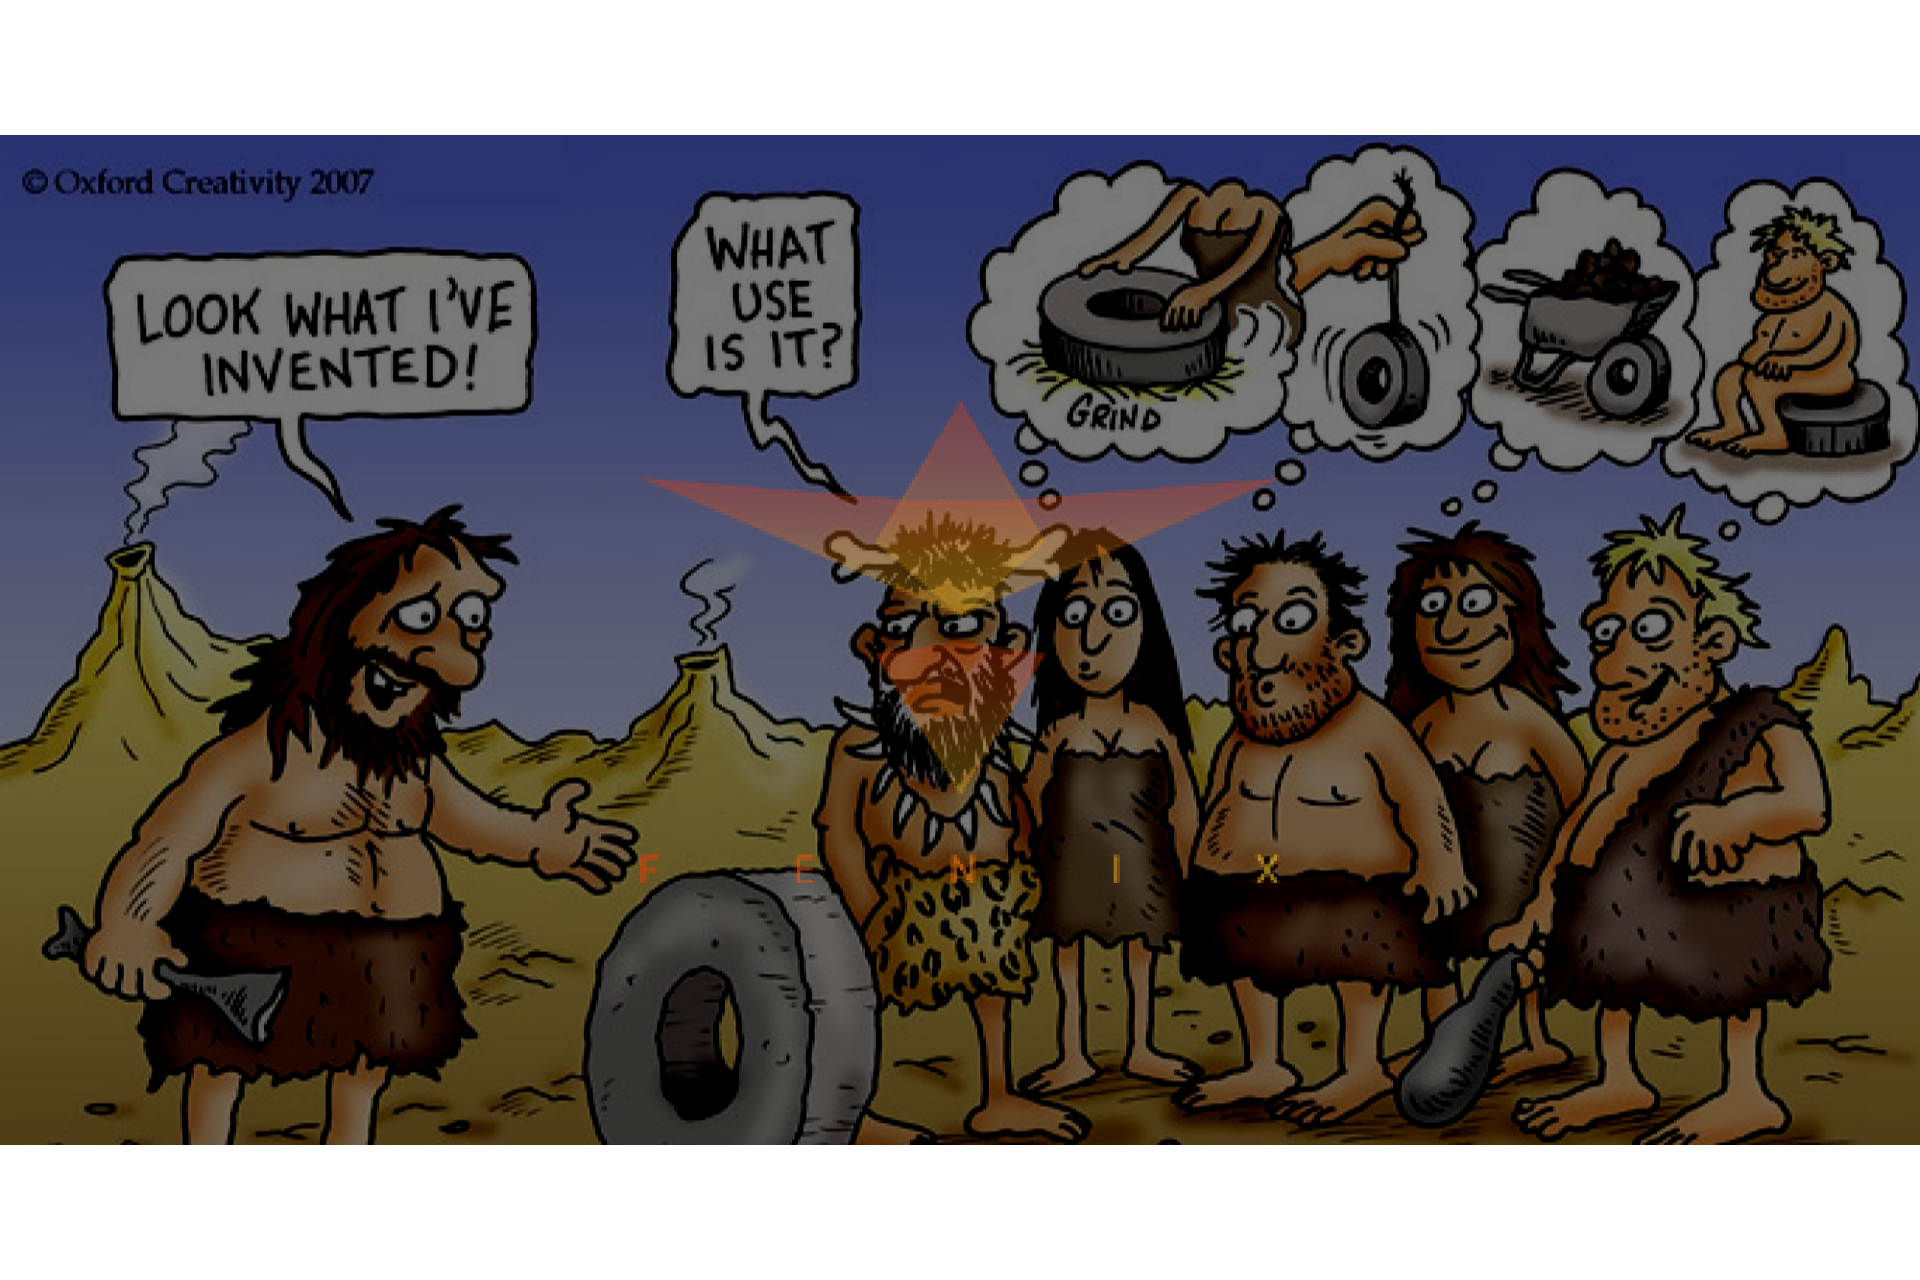 © Oxford Creativity 2007
LOOK WHAT I'VE
INVENTED!
WHAT
USE
IS IT?
GRIND
F E N I X